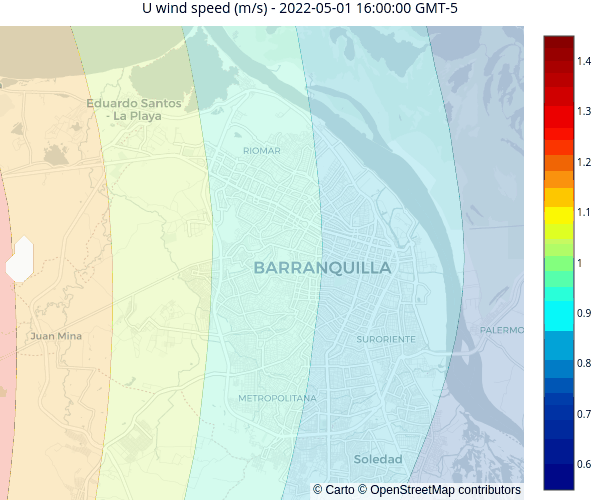 U wind speed (m/s) - 2022-05-01 16:00:00 GMT-5
Eduardo Santos
- La Playa
RIOMAR
BARRANQUILLA
Juan Mina
SURORIENTE
PALERMO
METROPOLITANA
Soledad
© Carto © OpenStreetMap contributors
1.4
1.3
1.2
1.1
1
0.9
0.8
0.7
0.6